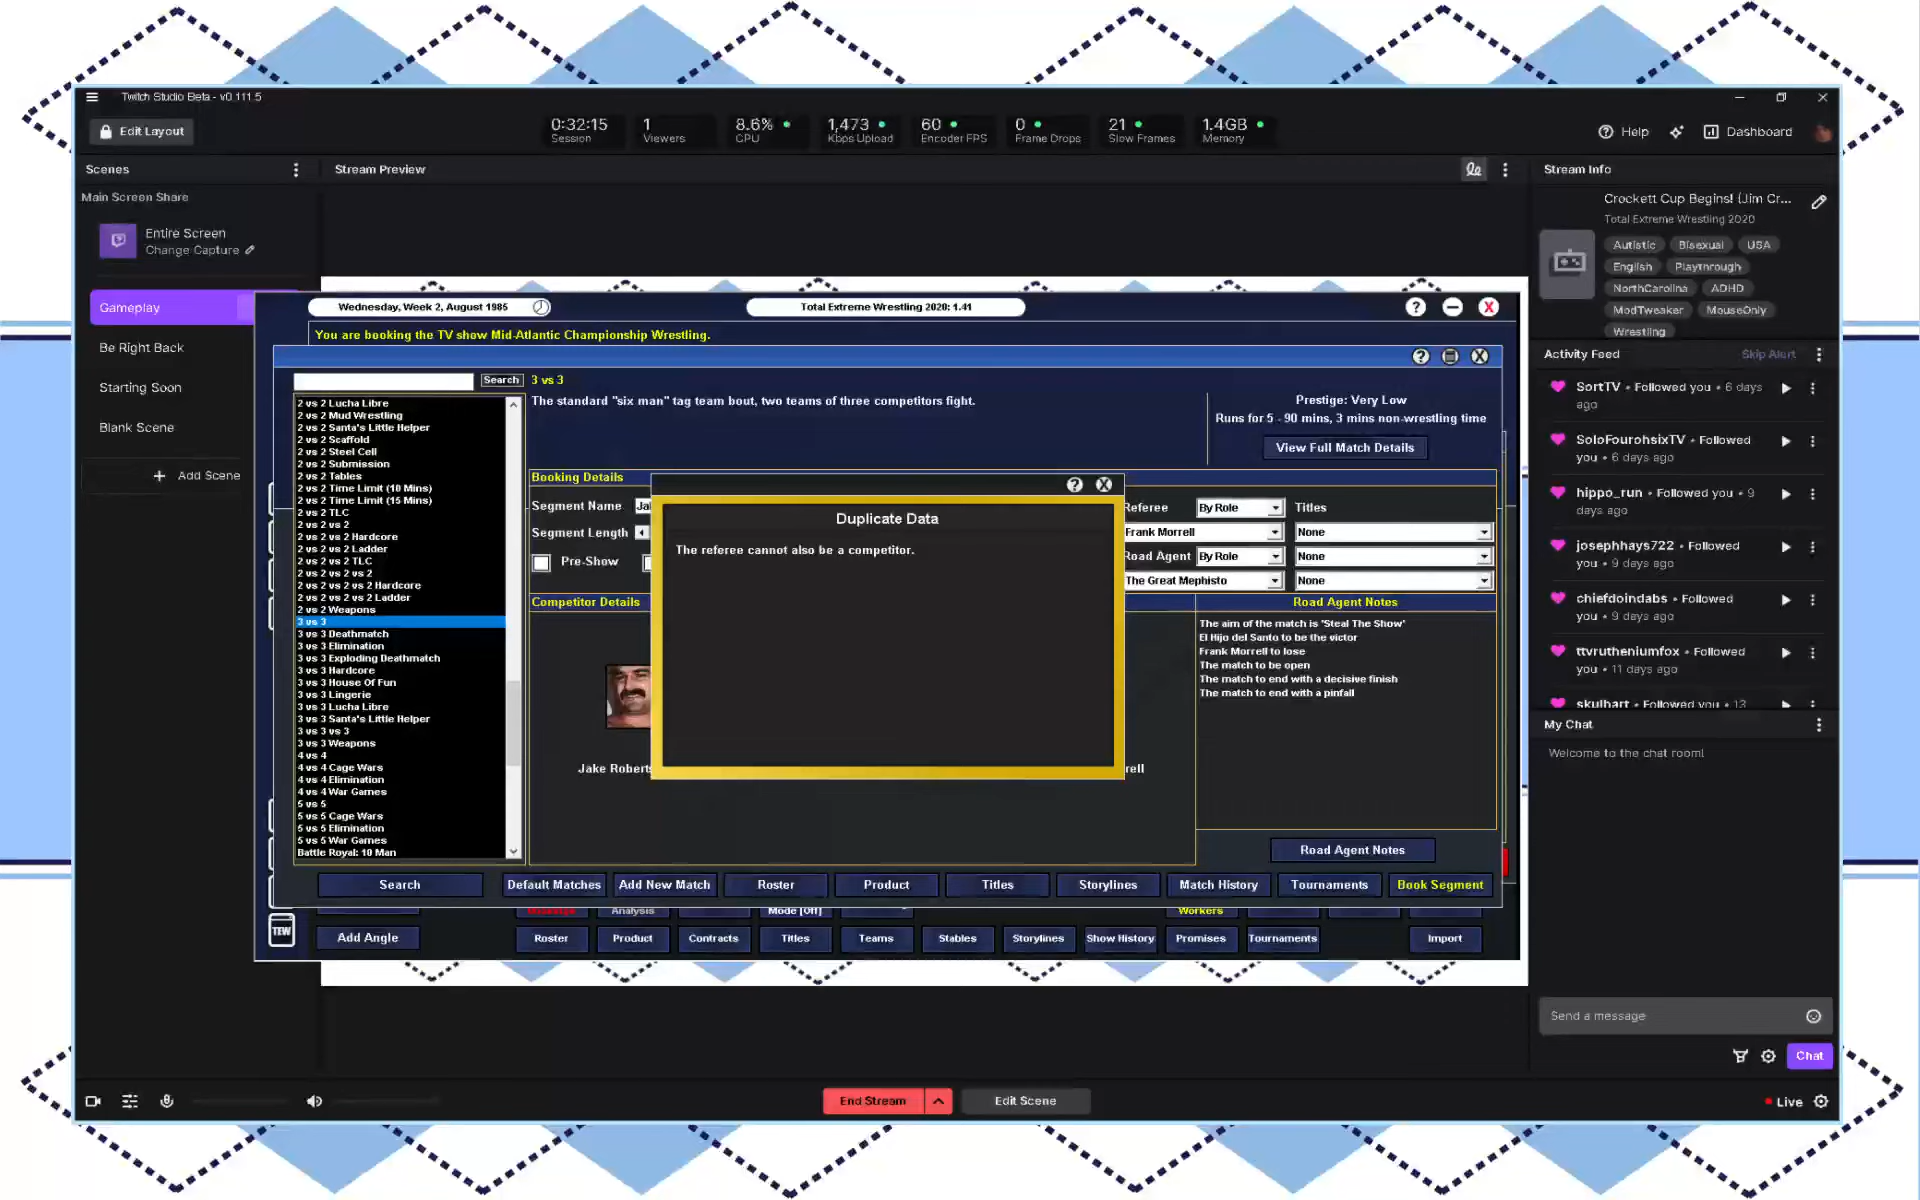 Twitch Studio Beta - v0.111.5
Edit Layout
0:32:15
Session
1
Viewers
8.6%
CPU
1,473
Kbps Upload
60
Encoder FPS
0
Frame Drops
21
Slow Frames
1.4GB
Memory
Help
Dashboard
Scenes
Stream Preview
Stream Info
Main Screen Share
Entire Screen
Change Capture
Gameplay
Be Right Back
Starting Soon
Blank Scene
+ Add Scene
Crockett Cup Begins! (Jim Cr...
Total Extreme Wrestling 2020
Autistic
Bisexual
USA
English
Playthrough
NorthCarolina
ADHD
ModTweaker
MouseOnly
Wrestling
Activity Feed
Skip Alert
SortTV • Followed you • 6 days
ago
SoloFourohsixTV • Followed
you • 6 days ago
hippo_run • Followed you • 9
days ago
josephhays722 • Followed
you • 9 days ago
chiefdoindabs • Followed
you • 9 days ago
ttvrutheniumfox • Followed
you • 11 days ago
skulbart • Followed you • 13
My Chat
Welcome to the chat room!
Send a message
Chat
Live
End Stream
Edit Scene
Wednesday, Week 2, August 1985
Total Extreme Wrestling 2020: 1.41
You are booking the TV show Mid-Atlantic Championship Wrestling.
Search
3 vs 3
The standard "six man" tag team bout, two teams of three competitors fight.
Prestige: Very Low
Runs for 5 - 90 mins, 3 mins non-wrestling time
View Full Match Details
2 vs 2 Lucha Libre
2 vs 2 Mud Wrestling
2 vs 2 Santa's Little Helper
2 vs 2 Scaffold
2 vs 2 Steel Cell
2 vs 2 Submission
2 vs 2 Tables
2 vs 2 Time Limit (10 Mins)
2 vs 2 Time Limit (15 Mins)
2 vs 2 TLC
2 vs 2 vs 2
2 vs 2 vs 2 Hardcore
2 vs 2 vs 2 Ladder
2 vs 2 vs 2 TLC
2 vs 2 vs 2 vs 2
2 vs 2 vs 2 vs 2 Hardcore
2 vs 2 vs 2 vs 2 Ladder
2 vs 2 Weapons
3 vs 3
3 vs 3 Deathmatch
3 vs 3 Elimination
3 vs 3 Exploding Deathmatch
3 vs 3 Hardcore
3 vs 3 House Of Fun
3 vs 3 Lingerie
3 vs 3 Lucha Libre
3 vs 3 Santa's Little Helper
3 vs 3 vs 3
3 vs 3 Weapons
4 vs 4
4 vs 4 Cage Wars
4 vs 4 Elimination
4 vs 4 War Games
5 vs 5
5 vs 5 Cage Wars
5 vs 5 Elimination
5 vs 5 War Games
Battle Royal: 10 Man
Booking Details
Segment Name
Ja
Segment Length
Pre-Show
Competitor Details
Duplicate Data
The referee cannot also be a competitor.
Jake Robert
rell
Referee
By Role
Titles
Frank Morrell
None
Road Agent
By Role
None
The Great Mephisto
None
Road Agent Notes
The aim of the match is 'Steal The Show'
El Hijo del Santo to be the victor
Frank Morrell to lose
The match to be open
The match to end with a decisive finish
The match to end with a pinfall
Road Agent Notes
Search
Default Matches
Add New Match
Roster
Product
Titles
Storylines
Match History
Tournaments
Book Segment
Analysis
Mode [Off]
Workers
TEW
Add Angle
Roster
Product
Contracts
Titles
Teams
Stables
Storylines
Show History
Promises
Tournaments
Import